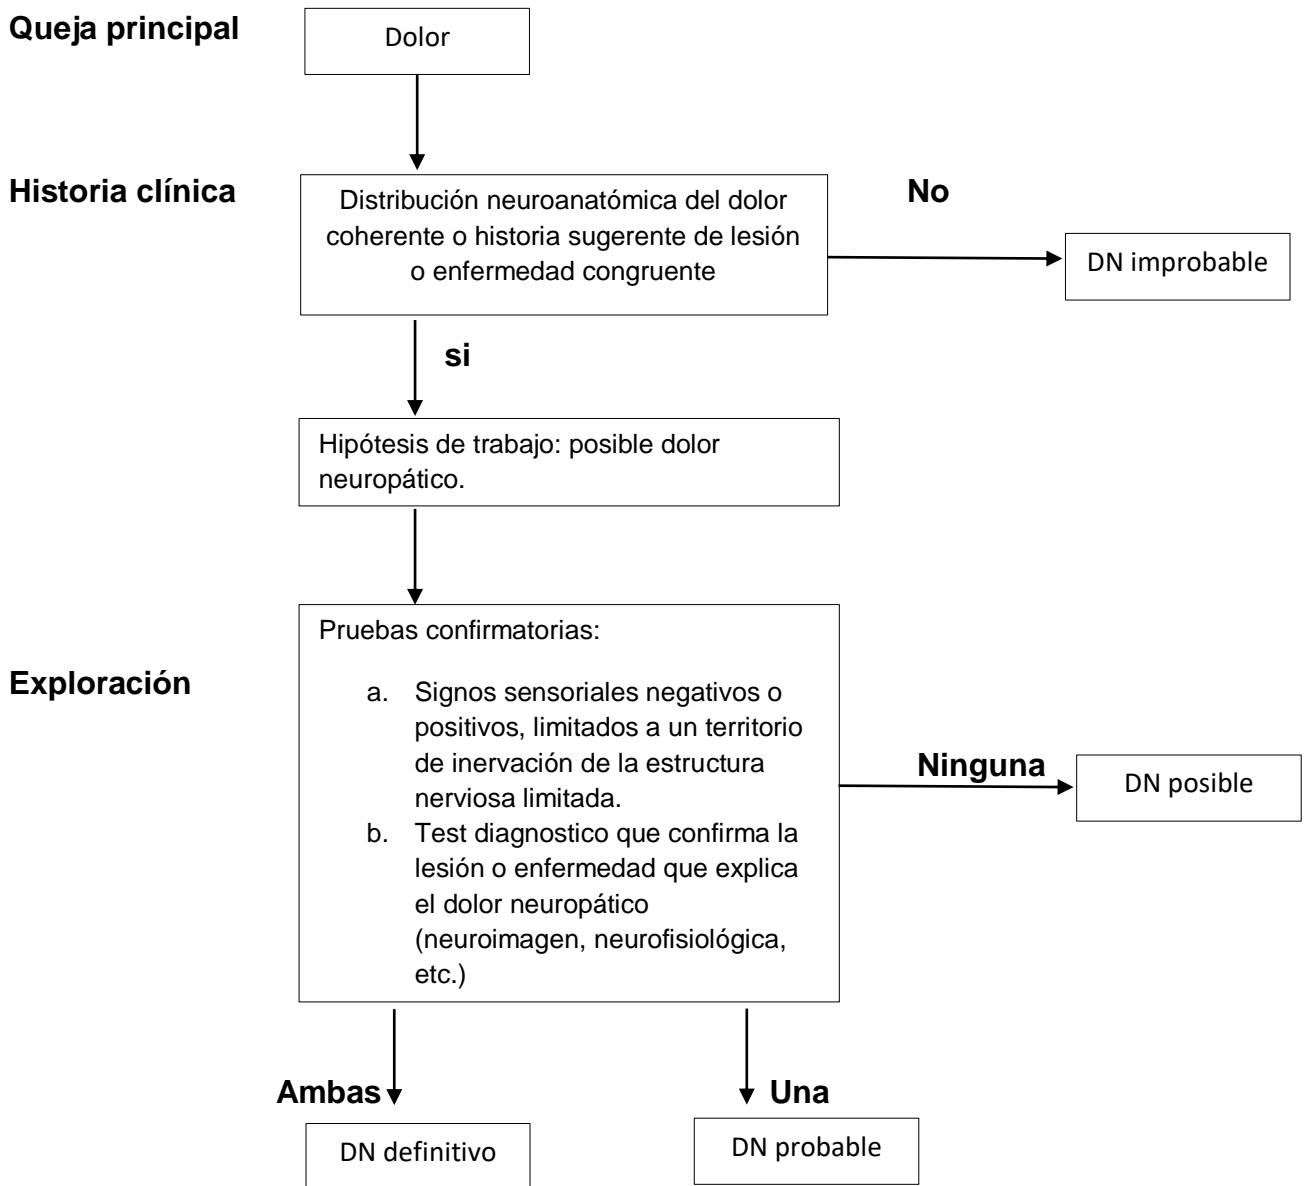 Queja principal
Dolor
Historia clínica
Distribución neuroanatómica del dolor
coherente o historia sugerente de lesión
o enfermedad congruente
No
DN improbable
si
Hipótesis de trabajo: posible dolor
neuropático.
Exploración
Pruebas confirmatorias:
a. Signos sensoriales negativos o
positivos, limitados a un territorio
de inervación de la estructura
nerviosa limitada.
b. Test diagnostico que confirma la
lesión o enfermedad que explica
el dolor neuropático
(neuroimagen, neurofisiológica,
etc.)
Ninguna
DN posible
Ambas
Una
DN definitivo
DN probable